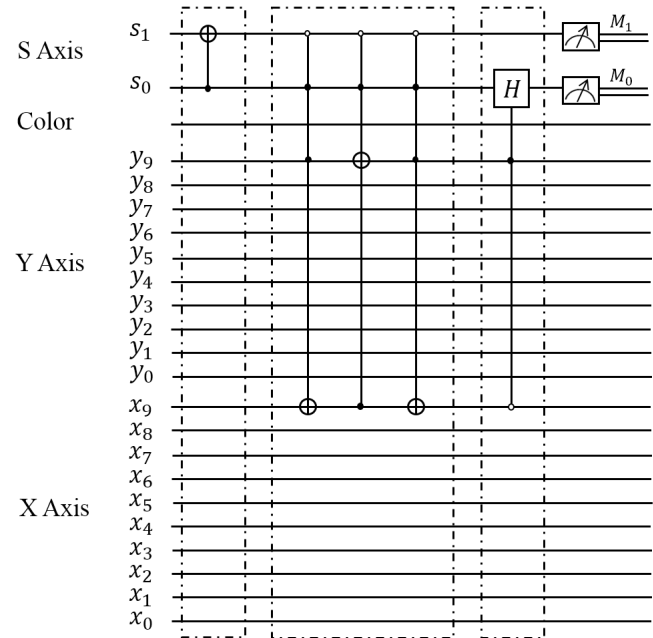 s₁ M₁
S Axis
s₀ H M₀
Color
y₉
y₈
y₇
y₆
Y Axis y₅
y₄
y₃
y₂
y₁
y₀
x₉
x₈
x₇
x₆
X Axis x₅
x₄
x₃
x₂
x₁
x₀